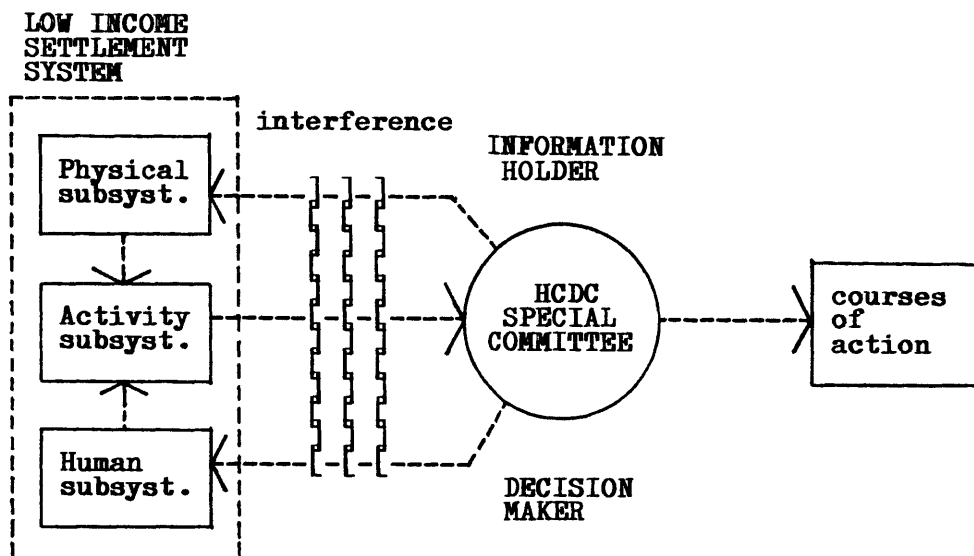 LOW INCOME
SETTLEMENT
SYSTEM
interference
INFORMATION
HOLDER
Physical
subsyst.
Activity
subsyst.
Human
subsyst.
HCDC
SPECIAL
COMMITTEE
courses
of
action
DECISION
MAKER